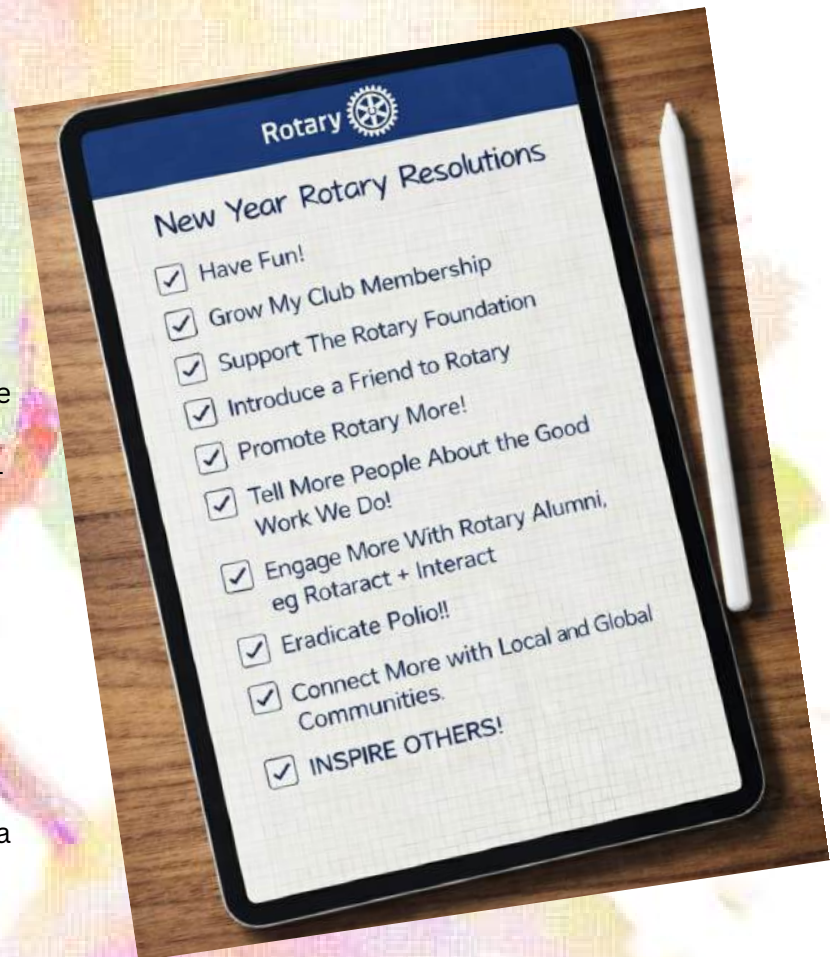 Rotary
New Year Rotary Resolutions
Have Fun!
Grow My Club Membership
Support The Rotary Foundation
Introduce a Friend to Rotary
Promote Rotary More!
Tell More People About the Good
Work We Do!
Engage More With Rotary Alumni,
eg Rotaract + Interact
Eradicate Polio!!
Connect More with Local and Global
Communities.
INSPIRE OTHERS!
e
a